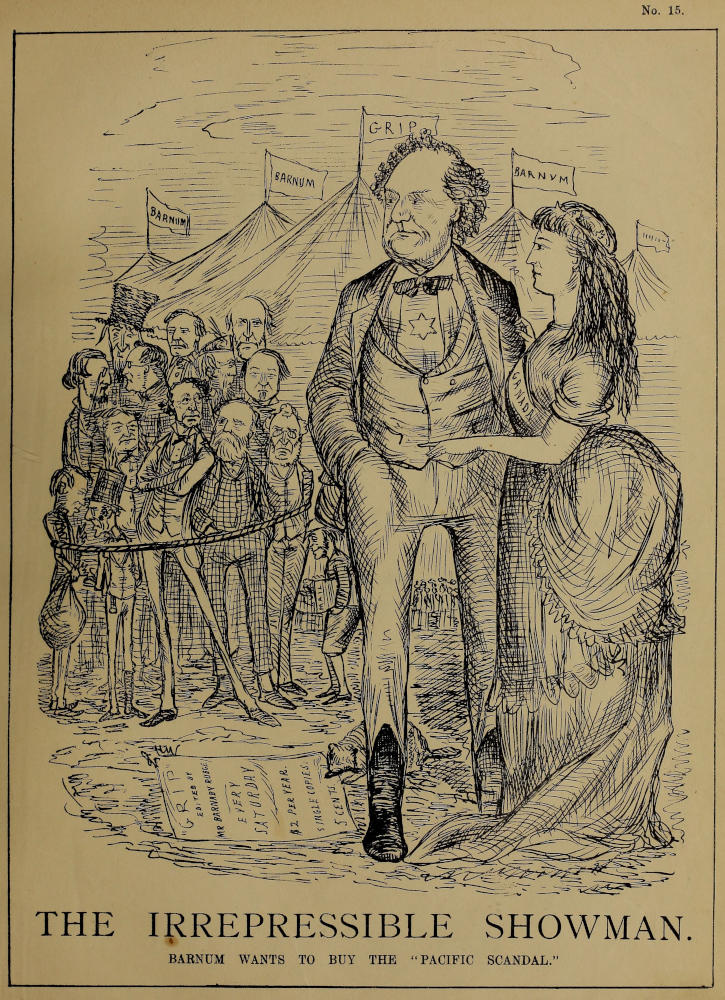 No. 15.
GRIP
BARNUM
BARNUM
BARNUM
CANADA
GRIP
EDITED BY
MR BARNABY RUDGE.
EVERY
SATURDAY
$2 PER YEAR.
SINGLE COPIES.
5 CENTS.
THE IRREPRESSIBLE SHOWMAN.
BARNUM WANTS TO BUY THE "PACIFIC SCANDAL."